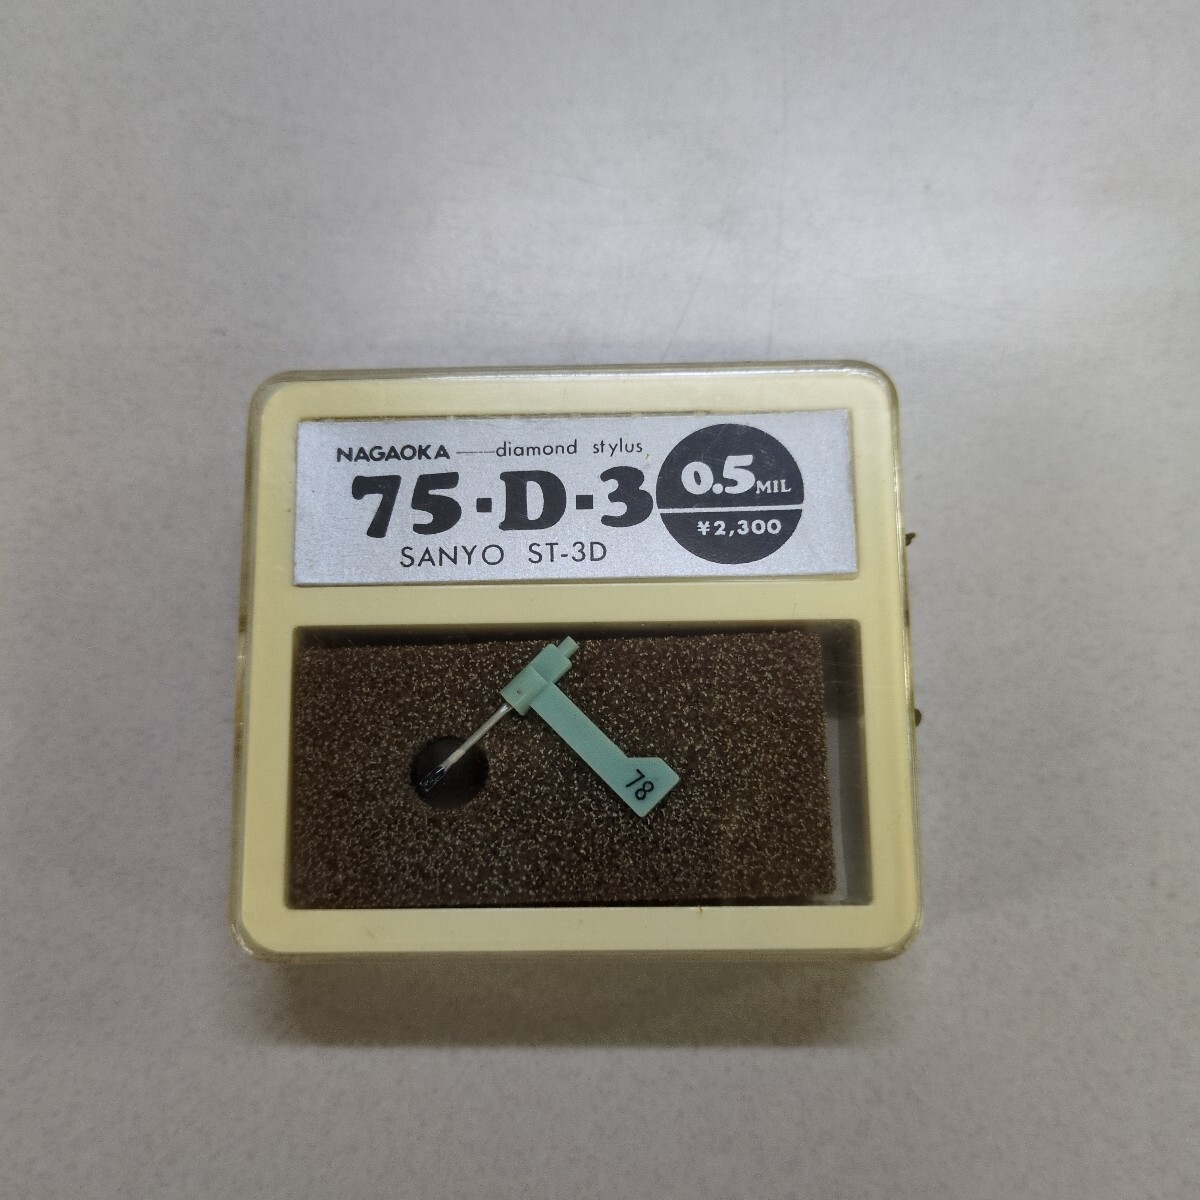 NAGAOKA — diamond stylus
75·D·3
SANYO ST-3D
0.5 MIL
¥2,300
78